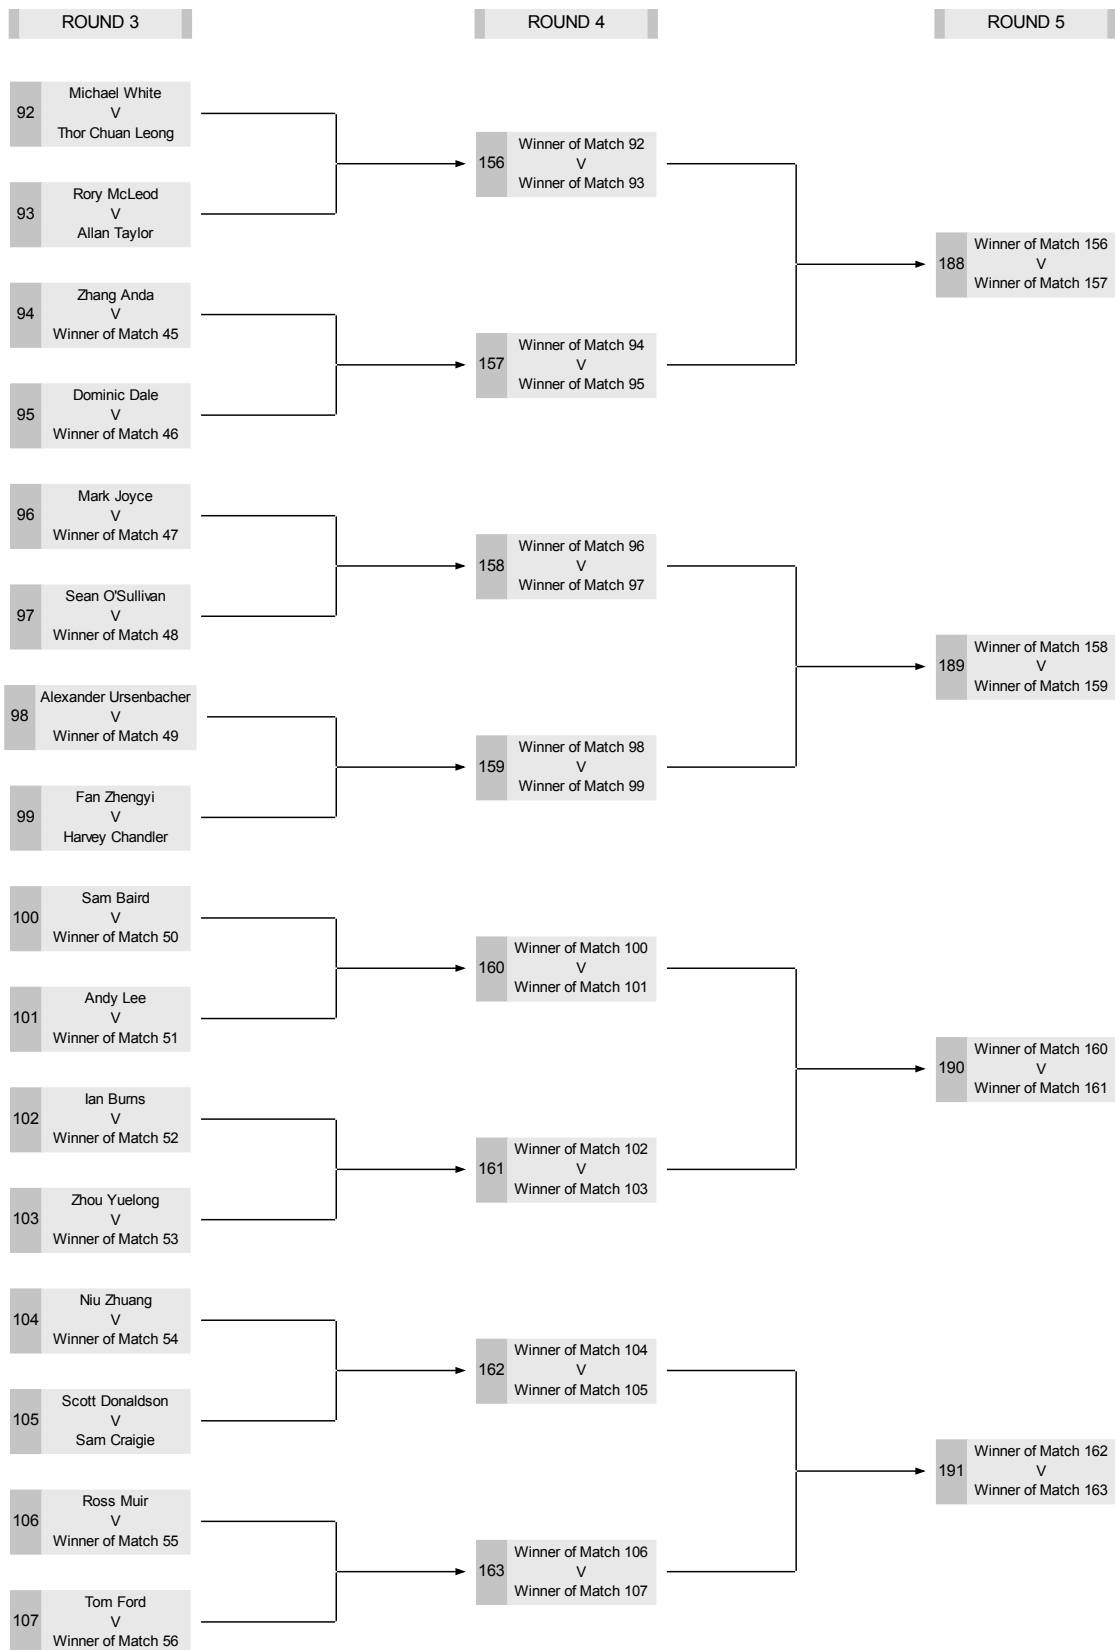 ROUND 3
ROUND 4
ROUND 5
92
Michael White
V
Thor Chuan Leong
93
Rory McLeod
V
Allan Taylor
94
Zhang Anda
V
Winner of Match 45
95
Dominic Dale
V
Winner of Match 46
96
Mark Joyce
V
Winner of Match 47
97
Sean O'Sullivan
V
Winner of Match 48
98
Alexander Ursenbacher
V
Winner of Match 49
99
Fan Zhengyi
V
Harvey Chandler
100
Sam Baird
V
Winner of Match 50
101
Andy Lee
V
Winner of Match 51
102
Ian Burns
V
Winner of Match 52
103
Zhou Yuelong
V
Winner of Match 53
104
Niu Zhuang
V
Winner of Match 54
105
Scott Donaldson
V
Sam Craigie
106
Ross Muir
V
Winner of Match 55
107
Tom Ford
V
Winner of Match 56
156
Winner of Match 92
V
Winner of Match 93
157
Winner of Match 94
V
Winner of Match 95
158
Winner of Match 96
V
Winner of Match 97
159
Winner of Match 98
V
Winner of Match 99
160
Winner of Match 100
V
Winner of Match 101
161
Winner of Match 102
V
Winner of Match 103
162
Winner of Match 104
V
Winner of Match 105
163
Winner of Match 106
V
Winner of Match 107
188
Winner of Match 156
V
Winner of Match 157
189
Winner of Match 158
V
Winner of Match 159
190
Winner of Match 160
V
Winner of Match 161
191
Winner of Match 162
V
Winner of Match 163